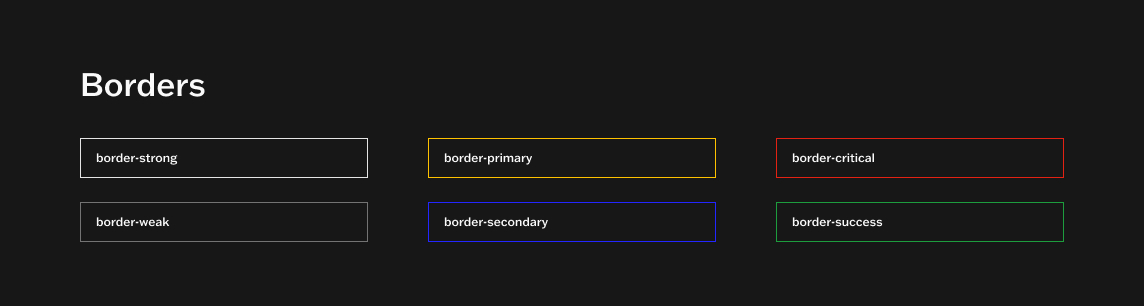 Borders
border-strong
border-primary
border-critical
border-weak
border-secondary
border-success